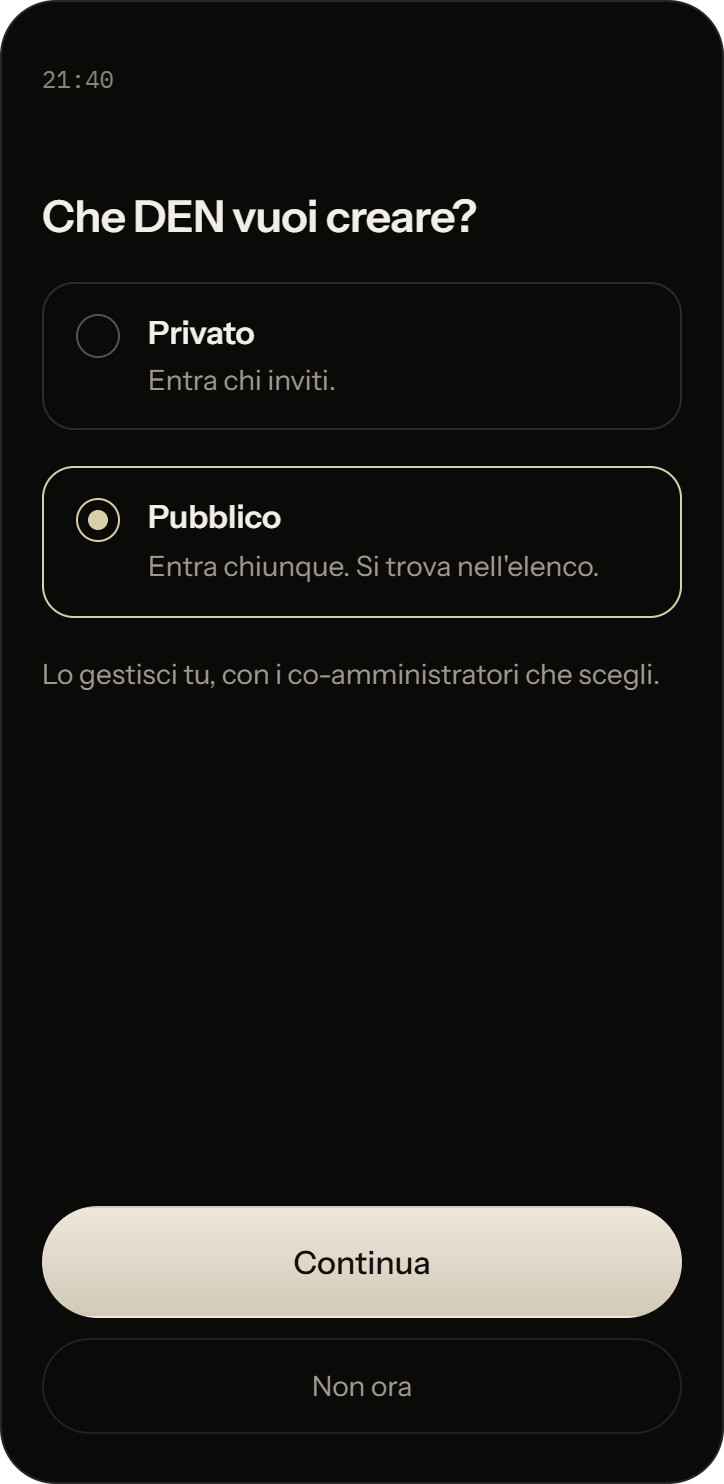 21:40
Che DEN vuoi creare?
Privato
Entra chi inviti.
Pubblico
Entra chiunque. Si trova nell'elenco.
Lo gestisci tu, con i co-amministratori che scegli.
Continua
Non ora